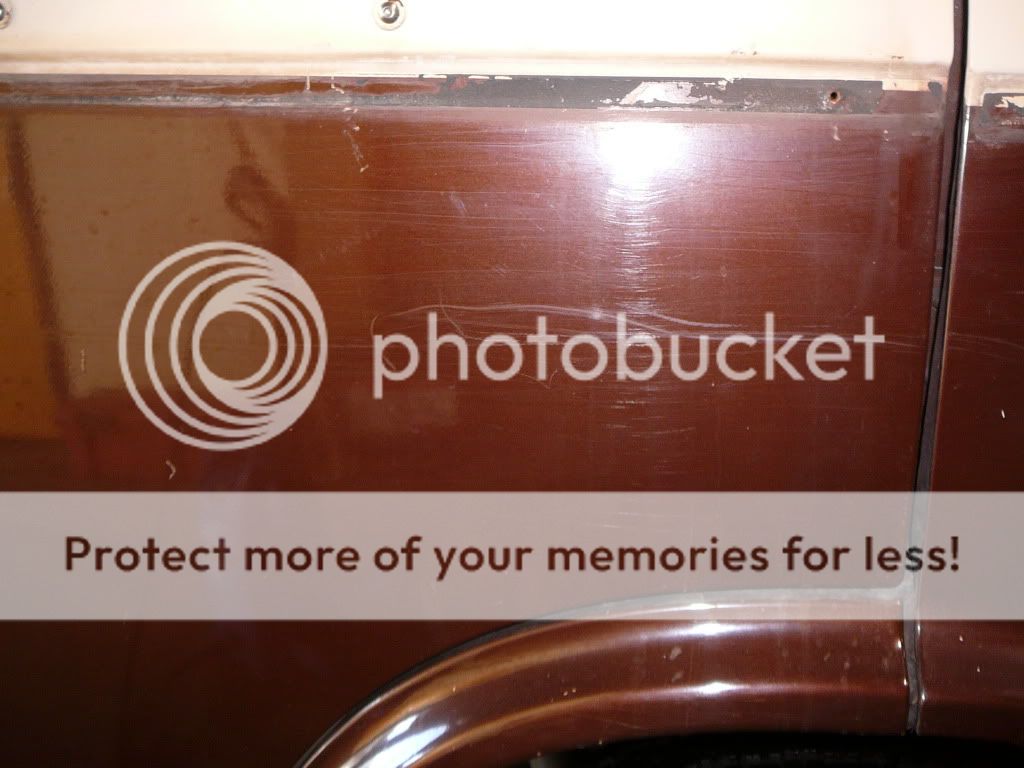 photobucket
Protect more of your memories for less!